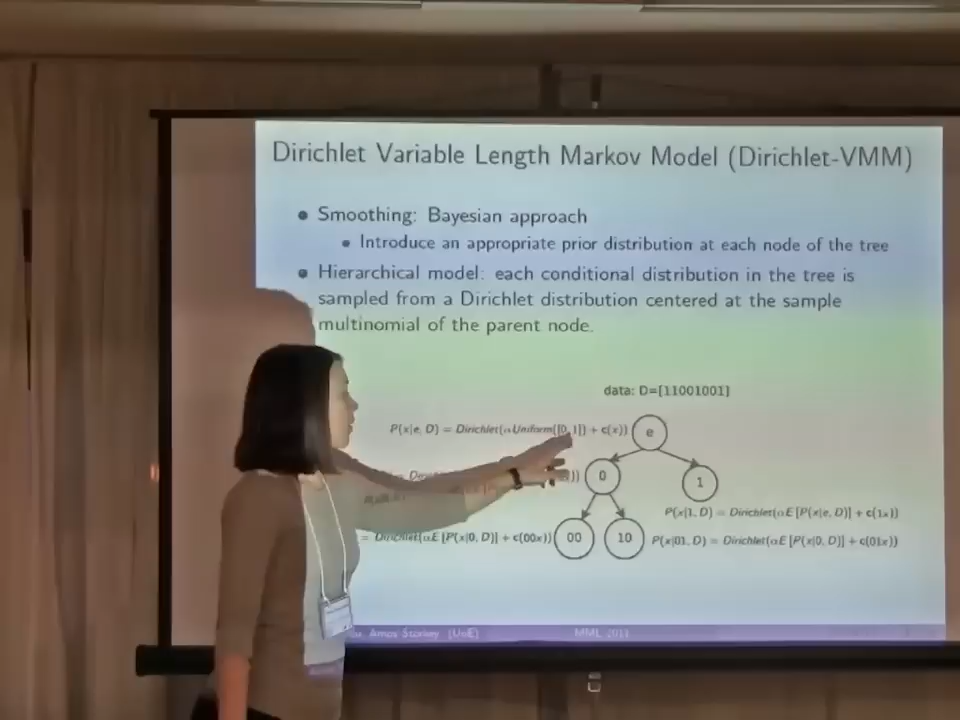 Dirichlet Variable Length Markov Model (Dirichlet-VMM)
Smoothing: Bayesian approach
Introduce an appropriate prior distribution at each node of the tree
Hierarchical model: each conditional distribution in the tree is
sampled from a Dirichlet distribution centered at the sample
multinomial of the parent node.
data: D=[11001001]
P(x|e, D) = Dirichlet(αUniform([0, 1]) + c(x)) e
0
1
P(x|1, D) = Dirichlet(αE [P(x|e, D)] + c(1x))
= Dirichlet(αE [P(x|0, D)] + c(00x)) 00 10 P(x|01, D) = Dirichlet(αE [P(x|0, D)] + c(01x))
Amos Storkey (UoE) MML